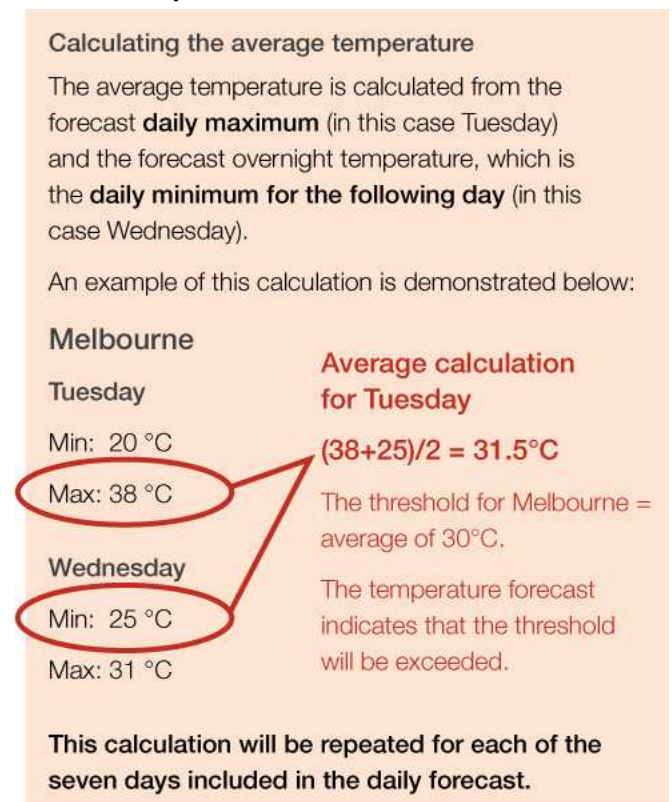 Calculating the average temperature
The average temperature is calculated from the
forecast daily maximum (in this case Tuesday)
and the forecast overnight temperature, which is
the daily minimum for the following day (in this
case Wednesday).
An example of this calculation is demonstrated below:
Melbourne
Tuesday
Min: 20 °C
Max: 38 °C
Wednesday
Min: 25 °C
Max: 31 °C
Average calculation
for Tuesday
(38+25)/2 = 31.5°C
The threshold for Melbourne =
average of 30°C.
The temperature forecast
indicates that the threshold
will be exceeded.
This calculation will be repeated for each of the
seven days included in the daily forecast.